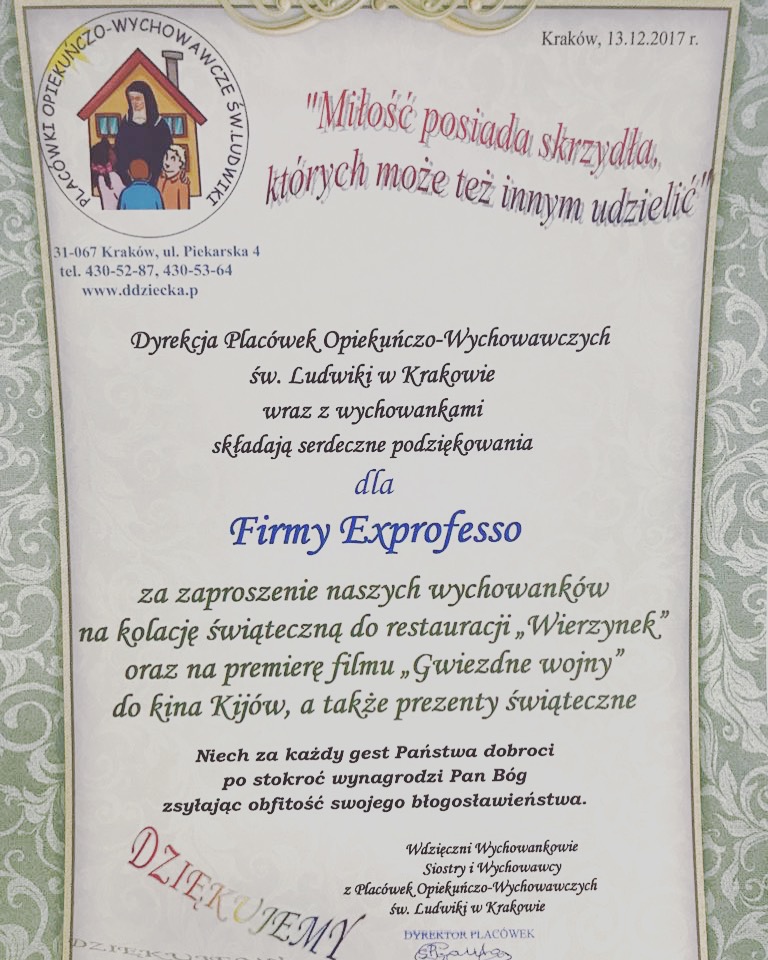 Kraków, 13.12.2017 r.
PLACÓWKI OPIEKUŃCZO-WYCHOWAWCZE ŚW.LUDWIKI
"Miłość posiada skrzydła,
których może też innym udzielić"
31-067 Kraków, ul. Piekarska 4
tel. 430-52-87, 430-53-64
www.ddziecka.p
Dyrekcja Placówek Opiekuńczo-Wychowawczych
św. Ludwiki w Krakowie
wraz z wychowankami
składają serdeczne podziękowania
dla
Firmy Exprofesso
za zaproszenie naszych wychowanków
na kolację świąteczną do restauracji „Wierzynek”
oraz na premierę filmu „Gwiezdne wojny”
do kina Kijów, a także prezenty świąteczne
Niech za każdy gest Państwa dobroci
po stokroć wynagrodzi Pan Bóg
zsyłając obfitość swojego błogosławieństwa.
DZIĘKUJEMY
Wdzięczni Wychowankowie
Siostry i Wychowawcy
z Placówek Opiekuńczo-Wychowawczych
św. Ludwiki w Krakowie
DYREKTOR PLACÓWEK